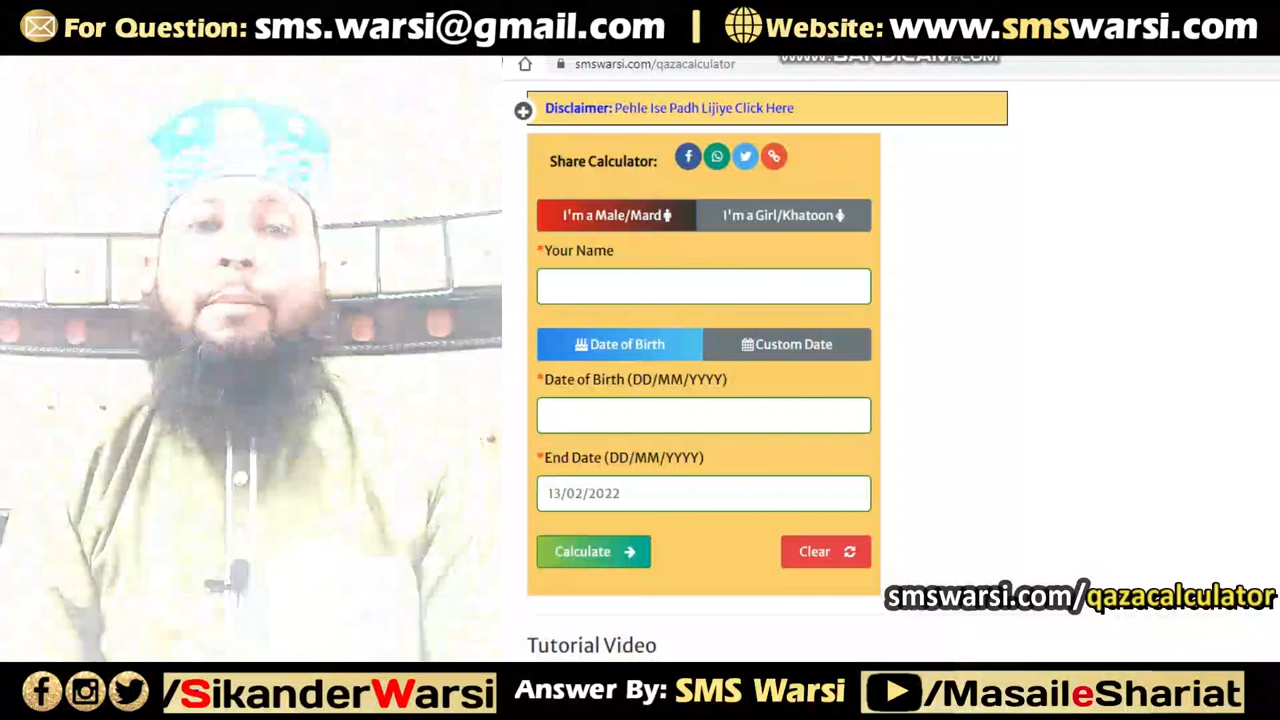 For Question: sms.warsi@gmail.com | Website: www.smswarsi.com
smswarsi.com/qazacalculator
WWW.BANDICAM.COM
Disclaimer: Pehle Ise Padh Lijiye Click Here
Share Calculator:
I'm a Male/Mard
I'm a Girl/Khatoon
*Your Name
Date of Birth
Custom Date
*Date of Birth (DD/MM/YYYY)
*End Date (DD/MM/YYYY)
13/02/2022
Calculate
Clear
smswarsi.com/qazacalculator
Tutorial Video
/SikanderWarsi
Answer By: SMS Warsi
/MasaileShariat